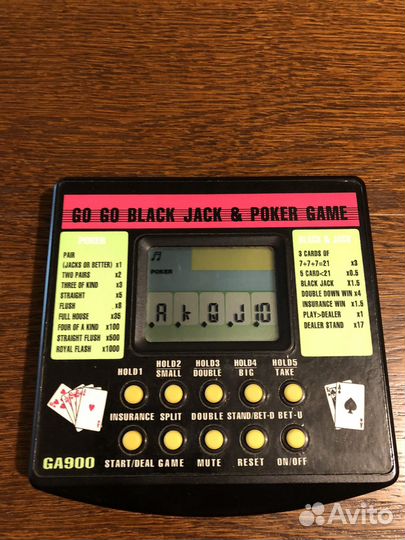 GO GO BLACK JACK & POKER GAME
POKER
PAIR
(JACKS OR BETTER) x1
TWO PAIRS x2
THREE OF KIND x3
STRAIGHT x5
FLUSH x8
FULL HOUSE x35
FOUR OF A KIND x100
STRAIGHT FLUSH x500
ROYAL FLASH x1000
POKER
A K Q J 10
BLACK & JACK
3 CARDS OF
7+7+7=21 x3
5 CARD<21 x0.5
BLACK JACK X1.5
DOUBLE DOWN WIN x4
INSURANCE WIN x1.5
PLAY>DEALER x1
DEALER STAND x17
HOLD1 HOLD2 HOLD3 HOLD4 HOLD5
SMALL DOUBLE BIG TAKE
INSURANCE SPLIT DOUBLE STAND/BET-D BET-U
GA900 START/DEAL GAME MUTE RESET ON/OFF
Avito